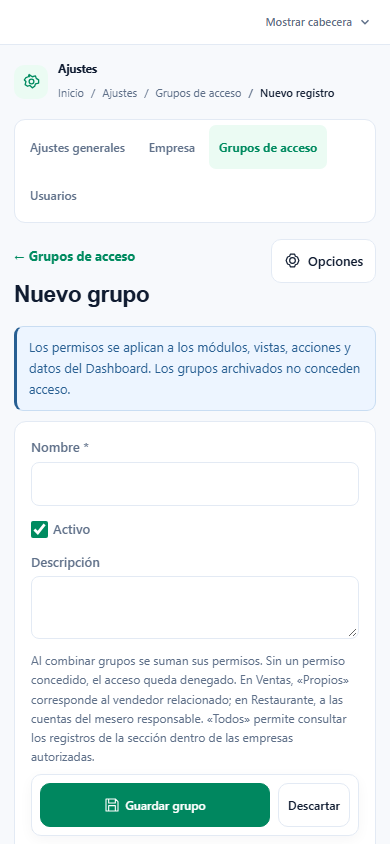 Mostrar cabecera
Ajustes
Inicio / Ajustes / Grupos de acceso / Nuevo registro
Ajustes generales Empresa Grupos de acceso
Usuarios
← Grupos de acceso
Opciones
Nuevo grupo
Los permisos se aplican a los módulos, vistas, acciones y
datos del Dashboard. Los grupos archivados no conceden
acceso.
Nombre *
Activo
Descripción
Al combinar grupos se suman sus permisos. Sin un permiso
concedido, el acceso queda denegado. En Ventas, «Propios»
corresponde al vendedor relacionado; en Restaurante, a las
cuentas del mesero responsable. «Todos» permite consultar
los registros de la sección dentro de las empresas
autorizadas.
Guardar grupo Descartar